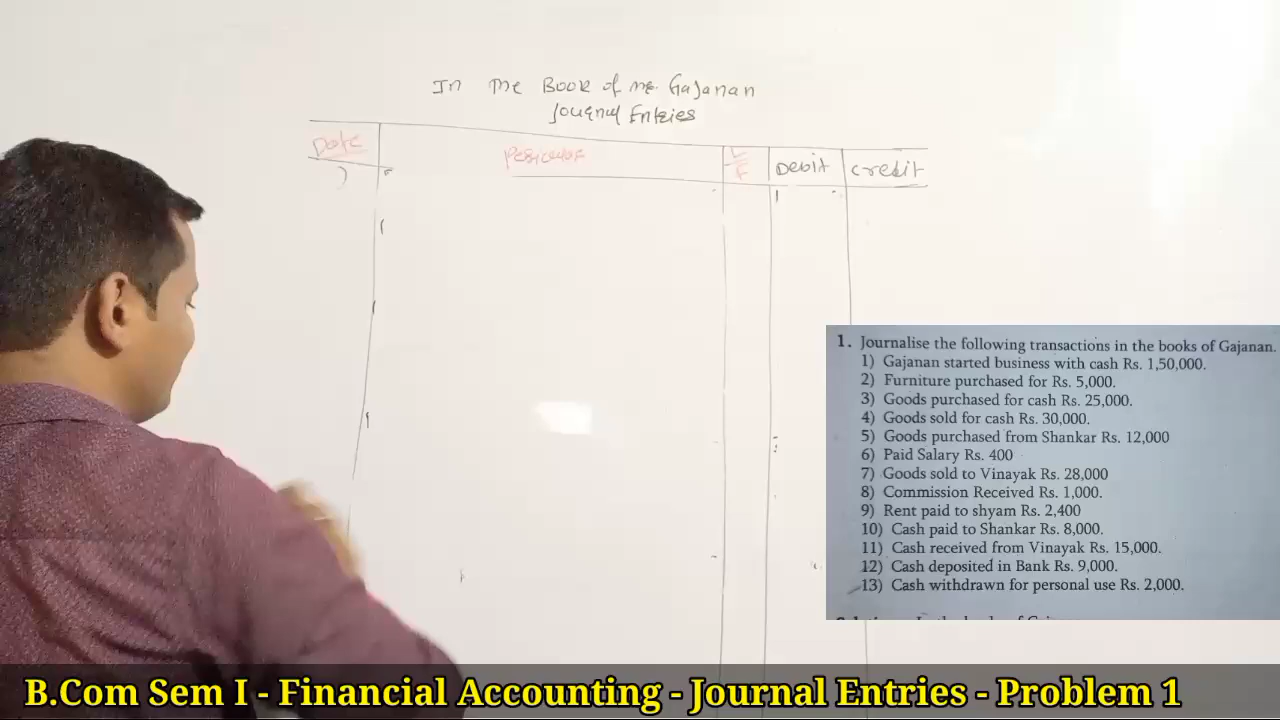 In The Book of Mr. Gajanan
Journal Entries
Date
L
F
Debit
Credit
1. Journalise the following transactions in the books of Gajanan.
1) Gajanan started business with cash Rs. 1,50,000.
2) Furniture purchased for Rs. 5,000.
3) Goods purchased for cash Rs. 25,000.
4) Goods sold for cash Rs. 30,000.
5) Goods purchased from Shankar Rs. 12,000
6) Paid Salary Rs. 400
7) Goods sold to Vinayak Rs. 28,000
8) Commission Received Rs. 1,000.
9) Rent paid to shyam Rs. 2,400
10) Cash paid to Shankar Rs. 8,000.
11) Cash received from Vinayak Rs. 15,000.
12) Cash deposited in Bank Rs. 9,000.
13) Cash withdrawn for personal use Rs. 2,000.
B.Com Sem I - Financial Accounting - Journal Entries - Problem 1